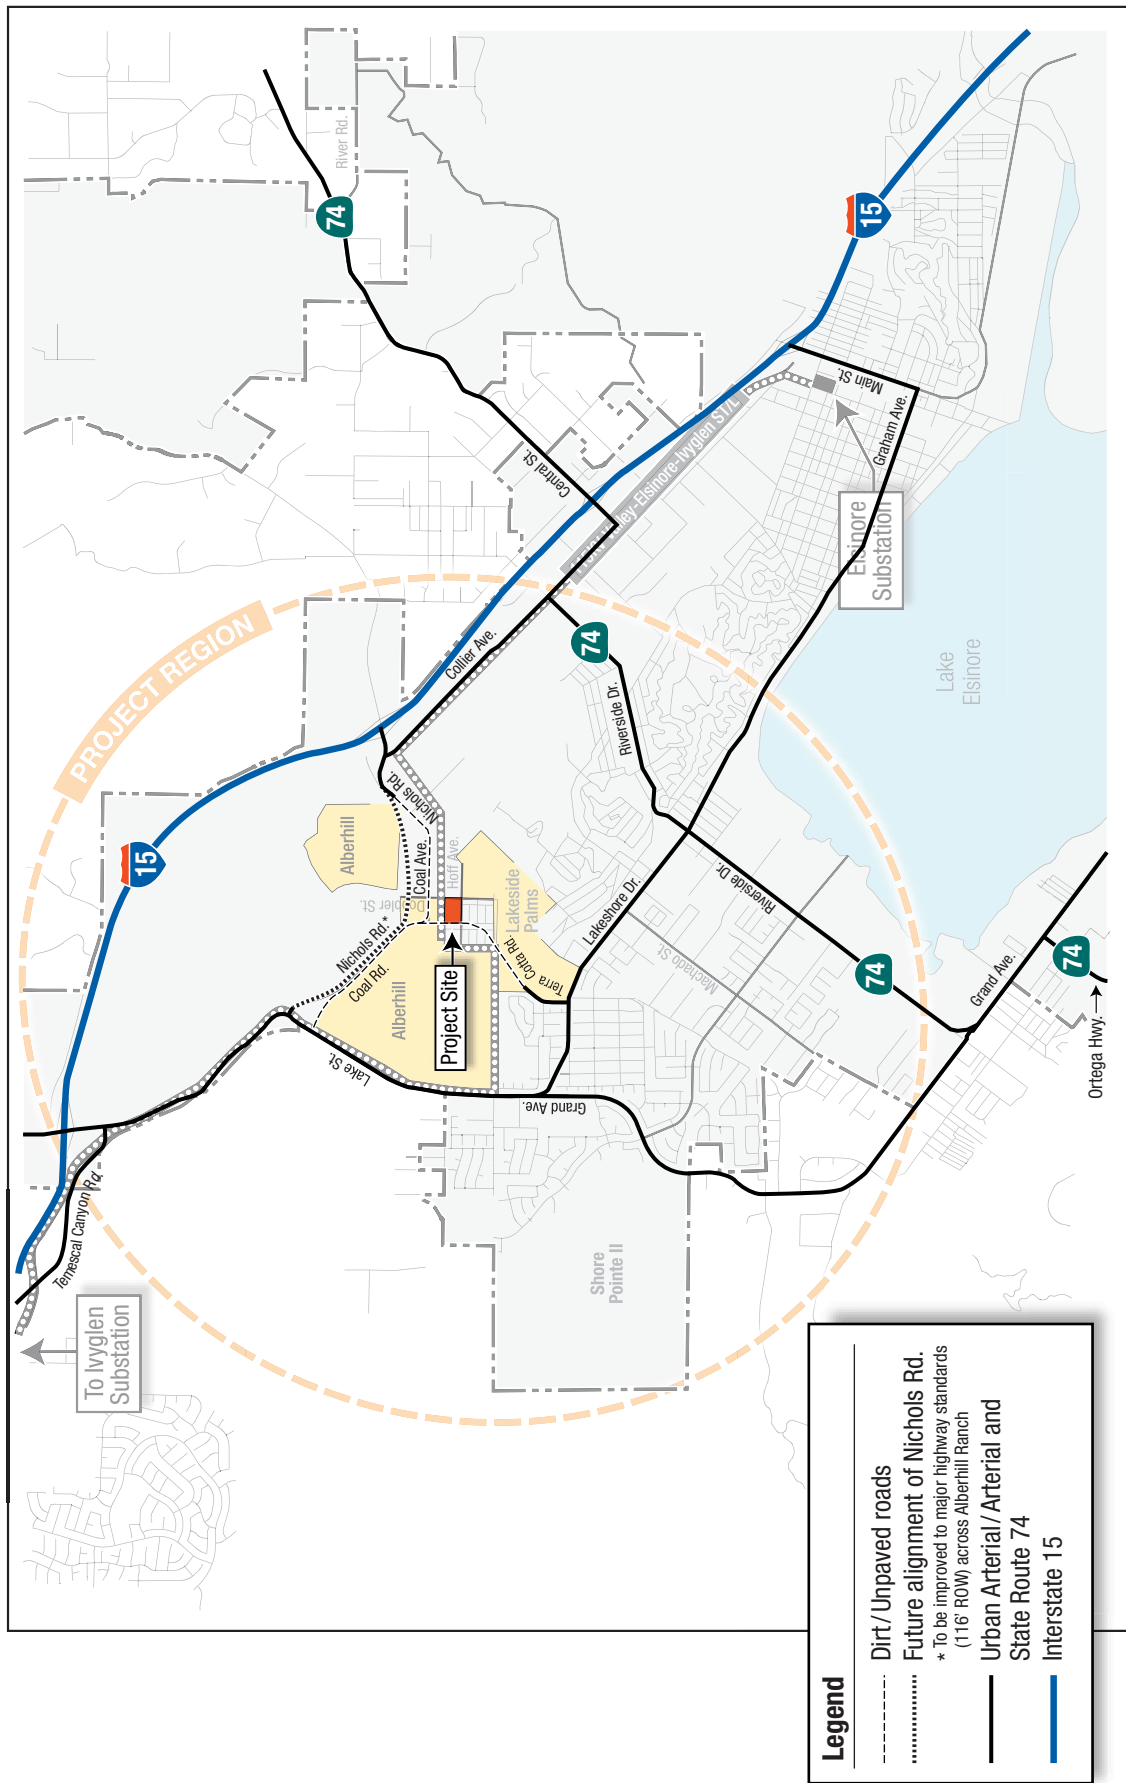 PROJECT REGION
To Ivyglen
Substation
Temescal Canyon Rd.
15
Lake St.
Nichols Rd.*
Coal Rd.
Alberhill
Project Site
Alberhill
Coal Ave.
Nichols Rd.
Hoff Ave.
Lakeside
Palms
Terra Cotta Rd.
Grand Ave.
Lakeshore Dr.
Machado St.
Riverside Dr.
74
Grand Ave.
74
Ortega Hwy.
Shore
Pointe II
Collier Ave.
74
Riverside Dr.
Central St.
74
River Rd.
15
Main St.
Graham Ave.
Elsinore
Substation
Lake
Elsinore
Legend
Dirt / Unpaved roads
Future alignment of Nichols Rd.
* To be improved to major highway standards
(116' ROW) across Alberhill Ranch
Urban Arterial / Arterial and
State Route 74
Interstate 15